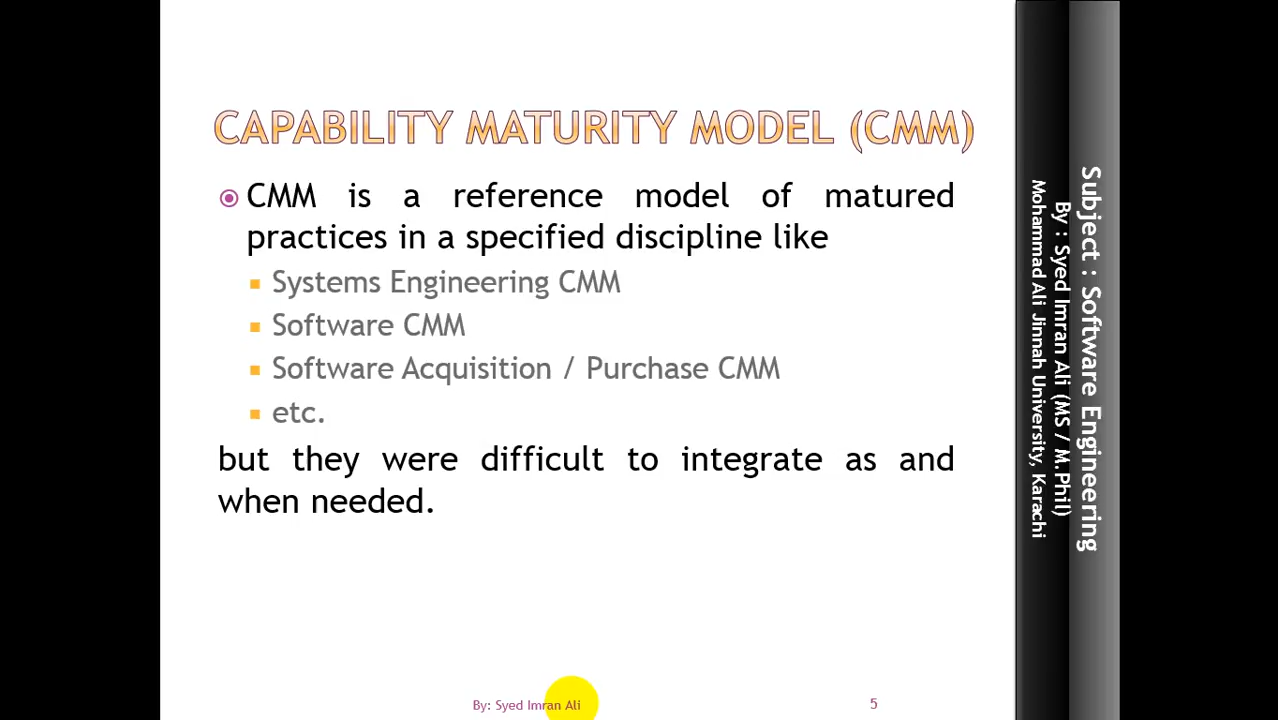 CAPABILITY MATURITY MODEL (CMM)
CMM is a reference model of matured
practices in a specified discipline like
Systems Engineering CMM
Software CMM
Software Acquisition / Purchase CMM
etc.
but they were difficult to integrate as and
when needed.
By: Syed Imran Ali
5
Subject : Software Engineering
By : Syed Imran Ali (MS / M.Phil)
Mohammad Ali Jinnah University, Karachi